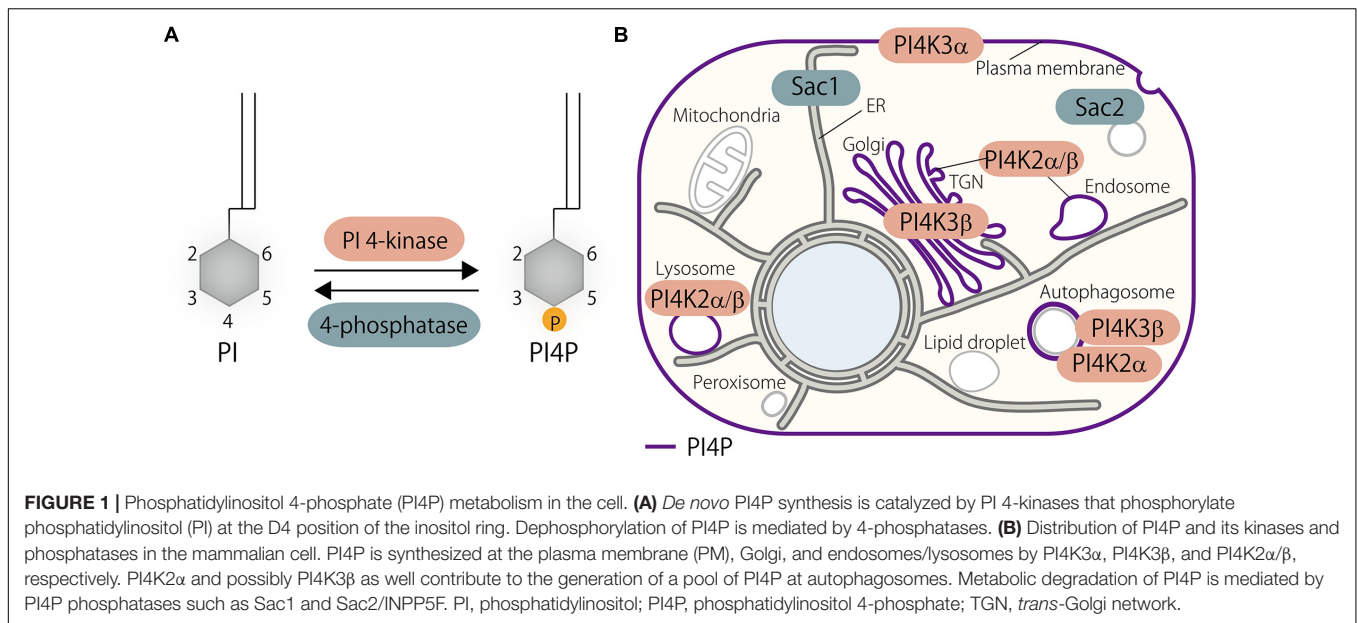 A
2
6
3
5
4
PI
PI 4-kinase
4-phosphatase
2
6
3
5
P
PI4P
B
PI4K3α
Plasma membrane
Sac1
ER
Sac2
Mitochondria
Golgi
PI4K2α/β
TGN
Endosome
PI4K3β
Lysosome
PI4K2α/β
Autophagosome
PI4K3β
PI4K2α
Lipid droplet
Peroxisome
PI4P
FIGURE 1 | Phosphatidylinositol 4-phosphate (PI4P) metabolism in the cell. (A) De novo PI4P synthesis is catalyzed by PI 4-kinases that phosphorylate
phosphatidylinositol (PI) at the D4 position of the inositol ring. Dephosphorylation of PI4P is mediated by 4-phosphatases. (B) Distribution of PI4P and its kinases and
phosphatases in the mammalian cell. PI4P is synthesized at the plasma membrane (PM), Golgi, and endosomes/lysosomes by PI4K3α, PI4K3β, and PI4K2α/β,
respectively. PI4K2α and possibly PI4K3β as well contribute to the generation of a pool of PI4P at autophagosomes. Metabolic degradation of PI4P is mediated by
PI4P phosphatases such as Sac1 and Sac2/INPP5F. PI, phosphatidylinositol; PI4P, phosphatidylinositol 4-phosphate; TGN, trans-Golgi network.